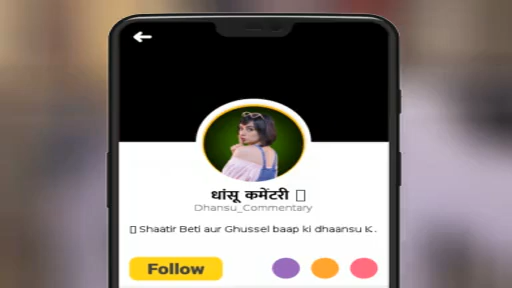 धांसू कमेंटरी
Dhansu_Commentary
Shaatir Beti aur Ghussel baap ki dhaansu K.
Follow